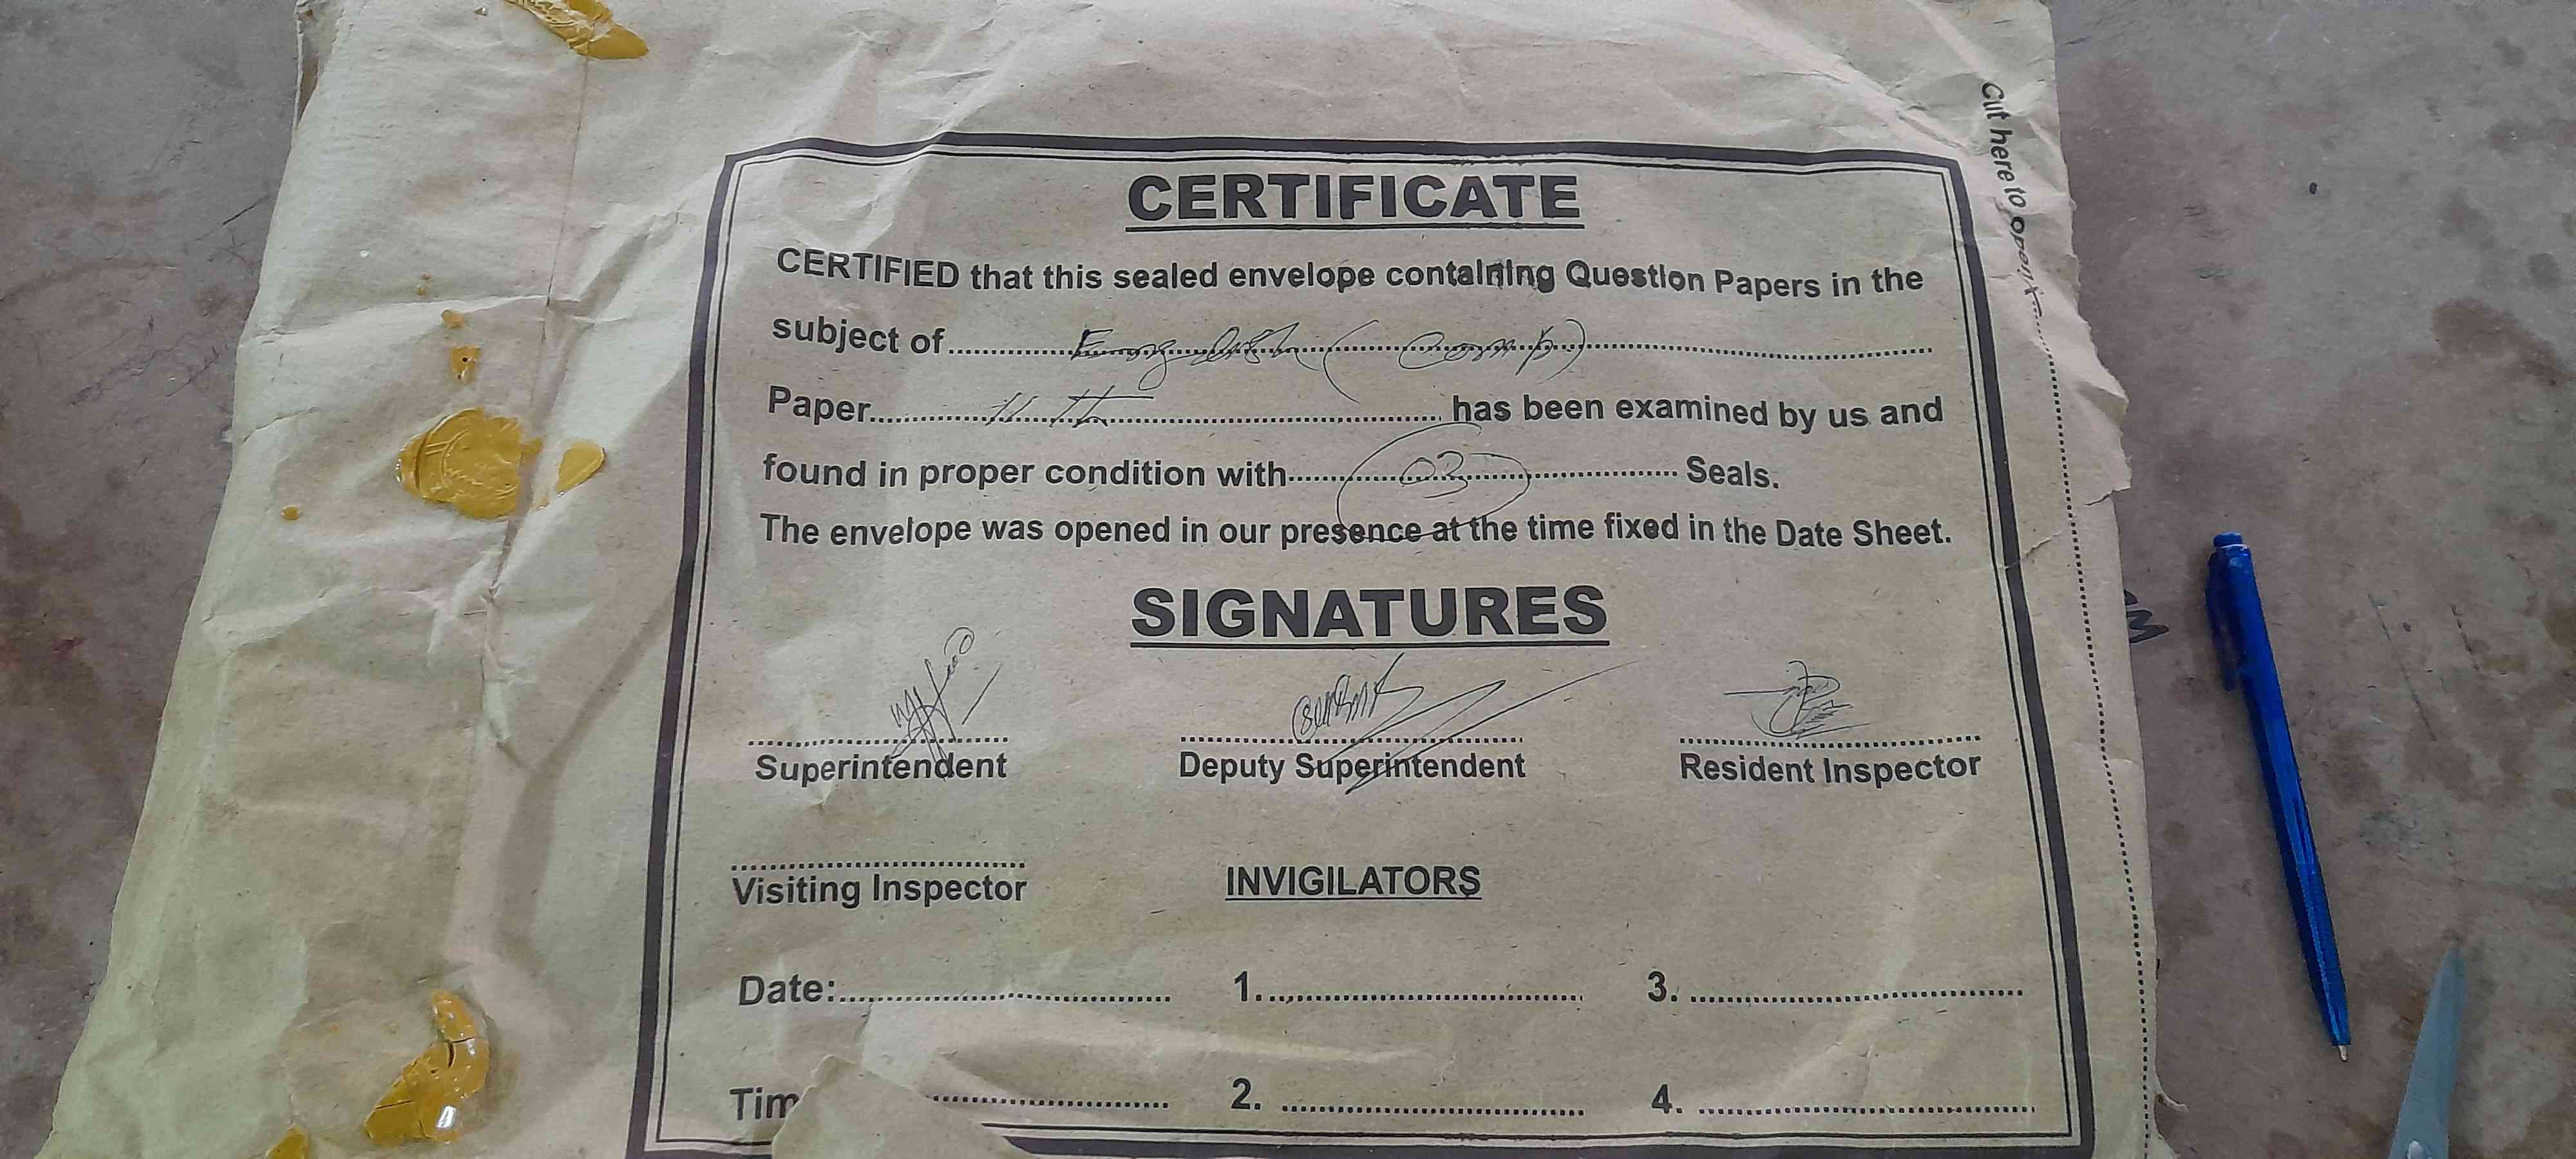 CERTIFICATE
CERTIFIED that this sealed envelope containing Question Papers in the
subject of English (Comp)
Paper 11th has been examined by us and
found in proper condition with 03 Seals.
The envelope was opened in our presence at the time fixed in the Date Sheet.
SIGNATURES
Superintendent Deputy Superintendent Resident Inspector
Visiting Inspector INVIGILATORS
Date: 1. 3.
Tim 2. 4.
Cut here to open